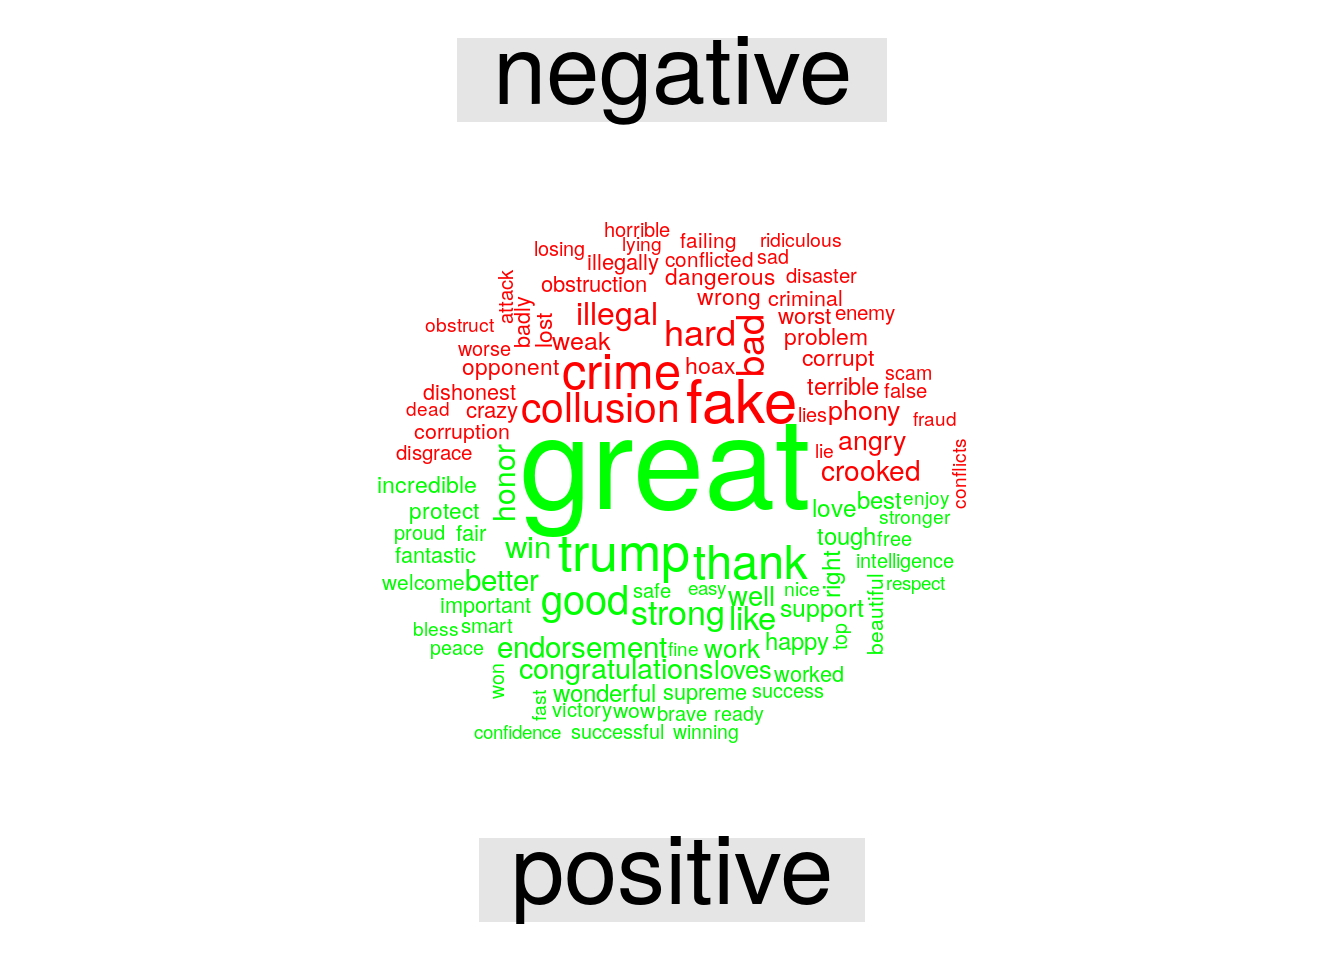 negative
horrible
losing lying failing ridiculous
illegally conflicted sad
attack obstruction dangerous disaster
badly lost illegal wrong criminal
obstruct weak hard bad worst enemy
worse problem
opponent crime hoax corrupt
dishonest terrible scam
false
dead crazy collusion fake lies phony fraud
corruption angry
disgrace lie conflicts
crooked
great
incredible honor
protect love best enjoy
stronger
proud fair tough free
fantastic win trump thank right intelligence
welcome better safe easy well nice beautiful respect
important good strong like support
bless smart top
peace endorsement fine work happy
won congratulations loves worked
fast wonderful supreme success
victory wow brave ready
confidence successful winning
positive